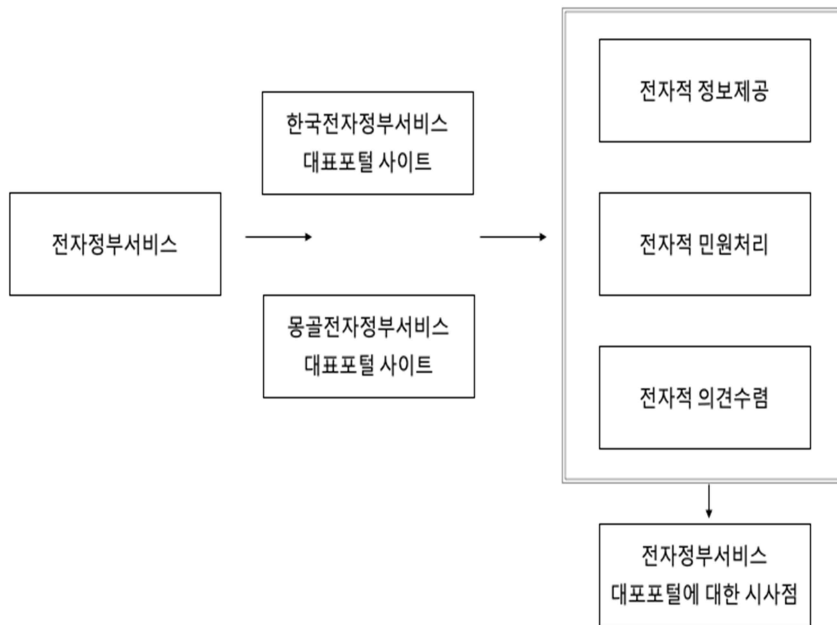 전자정부서비스
한국전자정부서비스
대표포털 사이트
몽골전자정부서비스
대표포털 사이트
전자적 정보제공
전자적 민원처리
전자적 의견수렴
전자정부서비스
대포포털에 대한 시사점